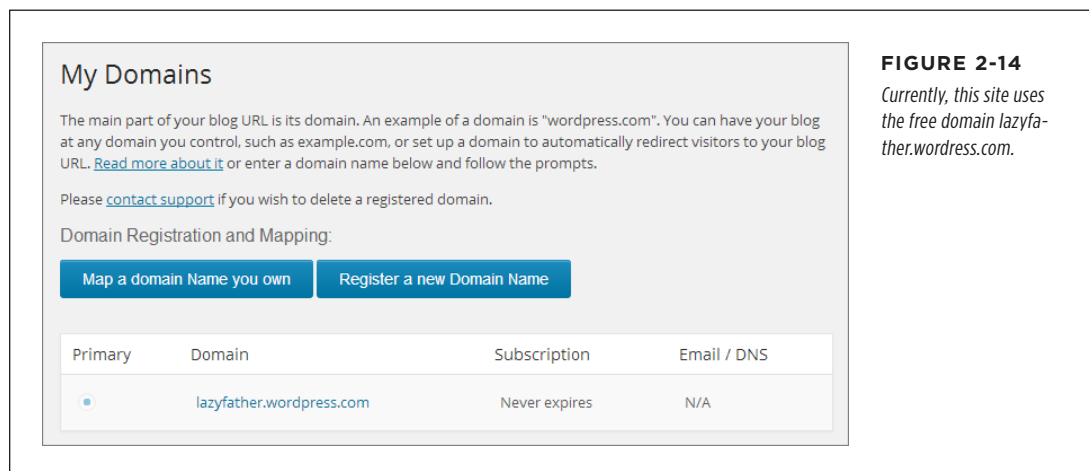 My Domains
The main part of your blog URL is its domain. An example of a domain is "wordpress.com". You can have your blog
at any domain you control, such as example.com, or set up a domain to automatically redirect visitors to your blog
URL. Read more about it or enter a domain name below and follow the prompts.
Please contact support if you wish to delete a registered domain.
Domain Registration and Mapping:
Map a domain Name you own Register a new Domain Name
Primary Domain Subscription Email / DNS
lazyfather.wordpress.com Never expires N/A
FIGURE 2-14
Currently, this site uses
the free domain lazyfa-
ther.wordress.com.